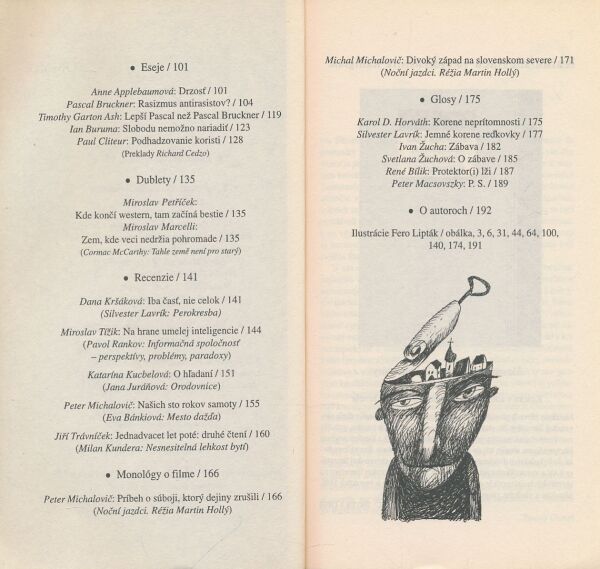 • Eseje / 101
Anne Applebaumová: Drzosť / 101
Pascal Bruckner: Rasizmus antirasistov? / 104
Timothy Garton Ash: Lepší Pascal než Pascal Bruckner / 119
Ian Buruma: Slobodu nemožno nariadiť / 123
Paul Cliteur: Podhadzovanie koristi / 128
(Preklady Richard Cedzo)
• Dublety / 135
Miroslav Petříček:
Kde končí western, tam začíná bestie / 135
Miroslav Marcelli:
Zem, kde veci nedržia pohromade / 135
(Cormac McCarthy: Tahle země není pro starý)
• Recenzie / 141
Dana Kršáková: Iba časť, nie celok / 141
(Silvester Lavrík: Perokresba)
Miroslav Tížik: Na hrane umelej inteligencie / 144
(Pavol Rankov: Informačná spoločnosť
– perspektívy, problémy, paradoxy)
Katarína Kucbelová: O hľadaní / 151
(Jana Juráňová: Orodovnice)
Peter Michalovič: Našich sto rokov samoty / 155
(Eva Bánkiová: Mesto dažďa)
Jiří Trávníček: Jednadvacet let poté: druhé čtení / 160
(Milan Kundera: Nesnesitelná lehkost bytí)
• Monológy o filme / 166
Peter Michalovič: Príbeh o súboji, ktorý dejiny zrušili / 166
(Noční jazdci. Réžia Martin Hollý)
Michal Michalovič: Divoký západ na slovenskom severe / 171
(Noční jazdci. Réžia Martin Hollý)
• Glosy / 175
Karol D. Horváth: Korene neprítomnosti / 175
Silvester Lavrík: Jemné korene reďkovky / 177
Ivan Žucha: Zábava / 182
Svetlana Žuchová: O zábave / 185
René Bílik: Protektor(i) lži / 187
Peter Macsovszky: P. S. / 189
• O autoroch / 192
Ilustrácie Fero Lipták / obálka, 3, 6, 31, 44, 64, 100,
140, 174, 191